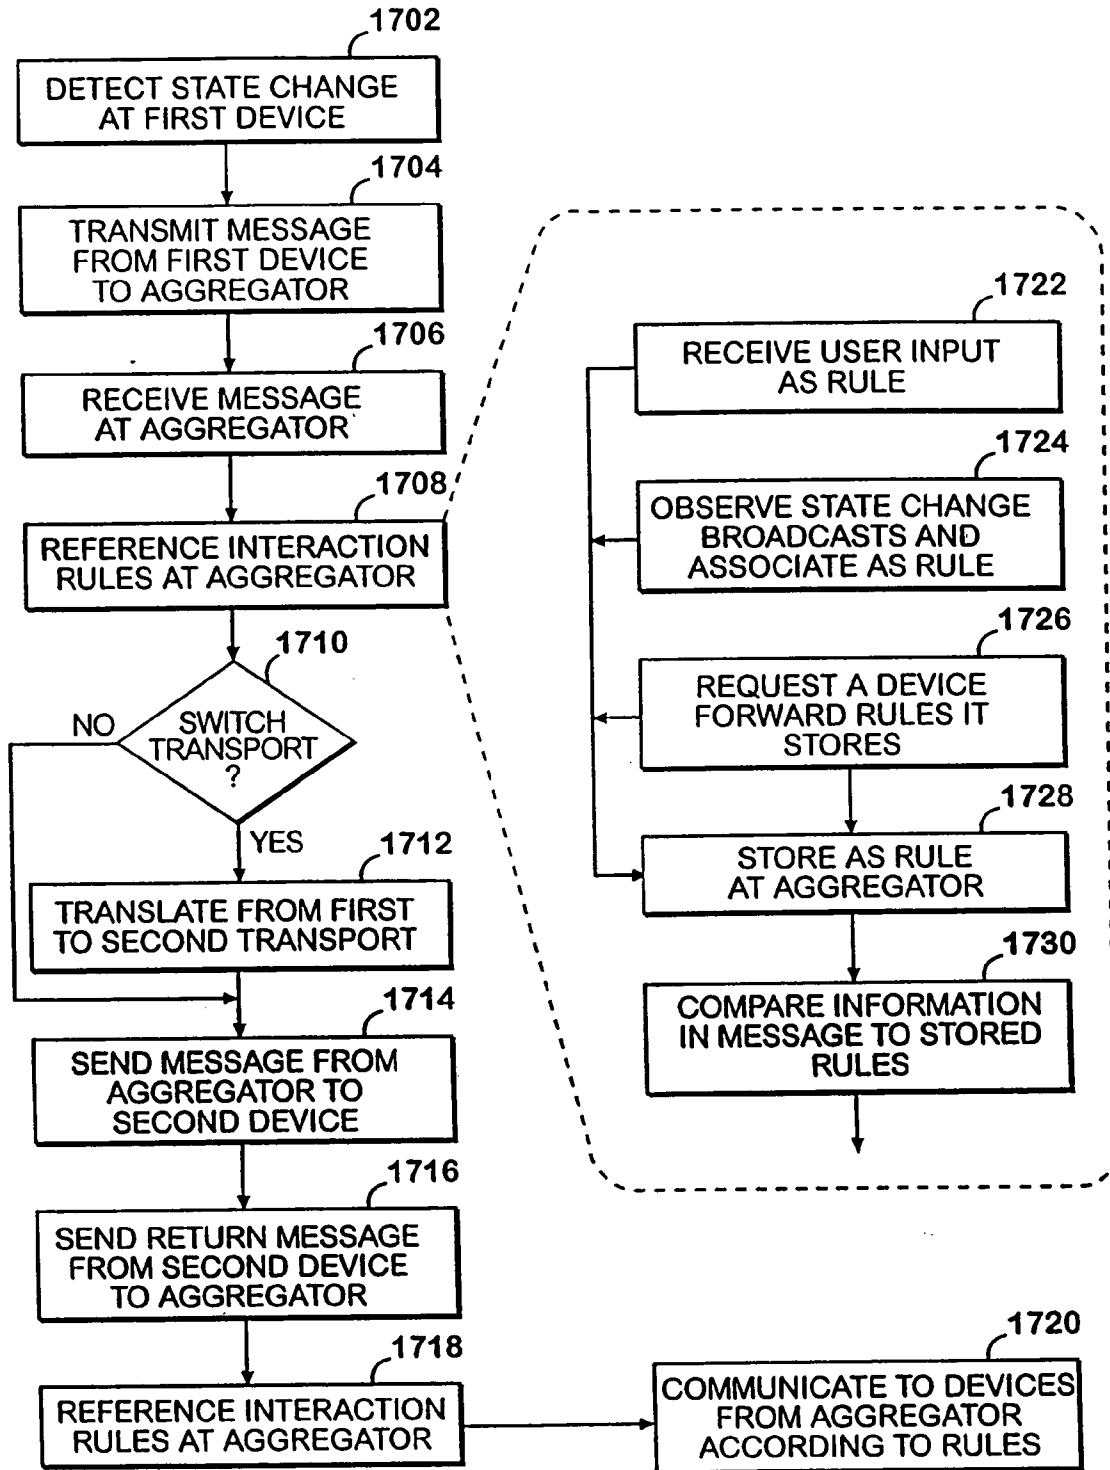 1702
DETECT STATE CHANGE
AT FIRST DEVICE
1704
TRANSMIT MESSAGE
FROM FIRST DEVICE
TO AGGREGATOR
1706
RECEIVE MESSAGE
AT AGGREGATOR
1708
REFERENCE INTERACTION
RULES AT AGGREGATOR
1710
SWITCH
TRANSPORT
?
NO
YES
1712
TRANSLATE FROM FIRST
TO SECOND TRANSPORT
1714
SEND MESSAGE FROM
AGGREGATOR TO
SECOND DEVICE
1716
SEND RETURN MESSAGE
FROM SECOND DEVICE
TO AGGREGATOR
1718
REFERENCE INTERACTION
RULES AT AGGREGATOR
1720
COMMUNICATE TO DEVICES
FROM AGGREGATOR
ACCORDING TO RULES
1722
RECEIVE USER INPUT
AS RULE
1724
OBSERVE STATE CHANGE
BROADCASTS AND
ASSOCIATE AS RULE
1726
REQUEST A DEVICE
FORWARD RULES IT
STORES
1728
STORE AS RULE
AT AGGREGATOR
1730
COMPARE INFORMATION
IN MESSAGE TO STORED
RULES